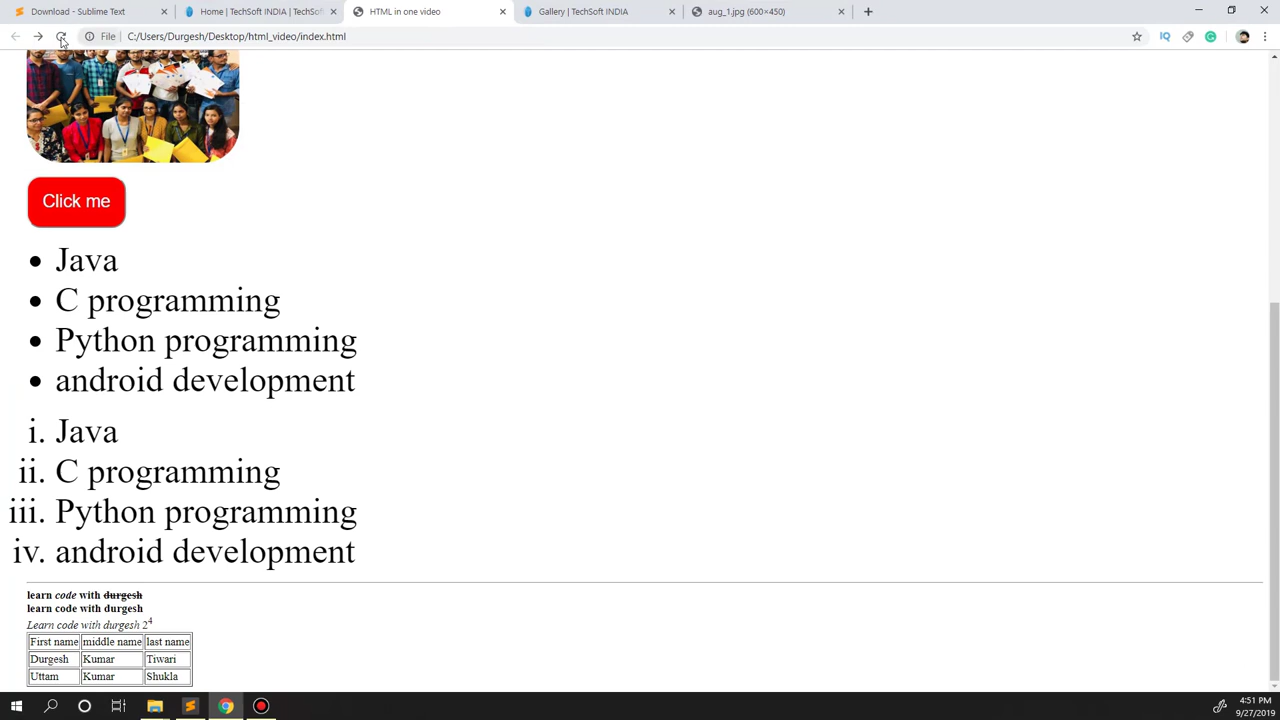 Download - Sublime Text
Home | TechSoft INDIA | TechSof
HTML in one video
Gallery | TechSoft INDIA
aug_1.jpg (600×450)
File
C:/Users/Durgesh/Desktop/html_video/index.html
IQ
Click me
• Java
• C programming
• Python programming
• android development
i. Java
ii. C programming
iii. Python programming
iv. android development
learn code with durgesh
learn code with durgesh
Learn code with durgesh 2⁴
First name middle name last name
Durgesh Kumar Tiwari
Uttam Kumar Shukla
4:51 PM
9/27/2019